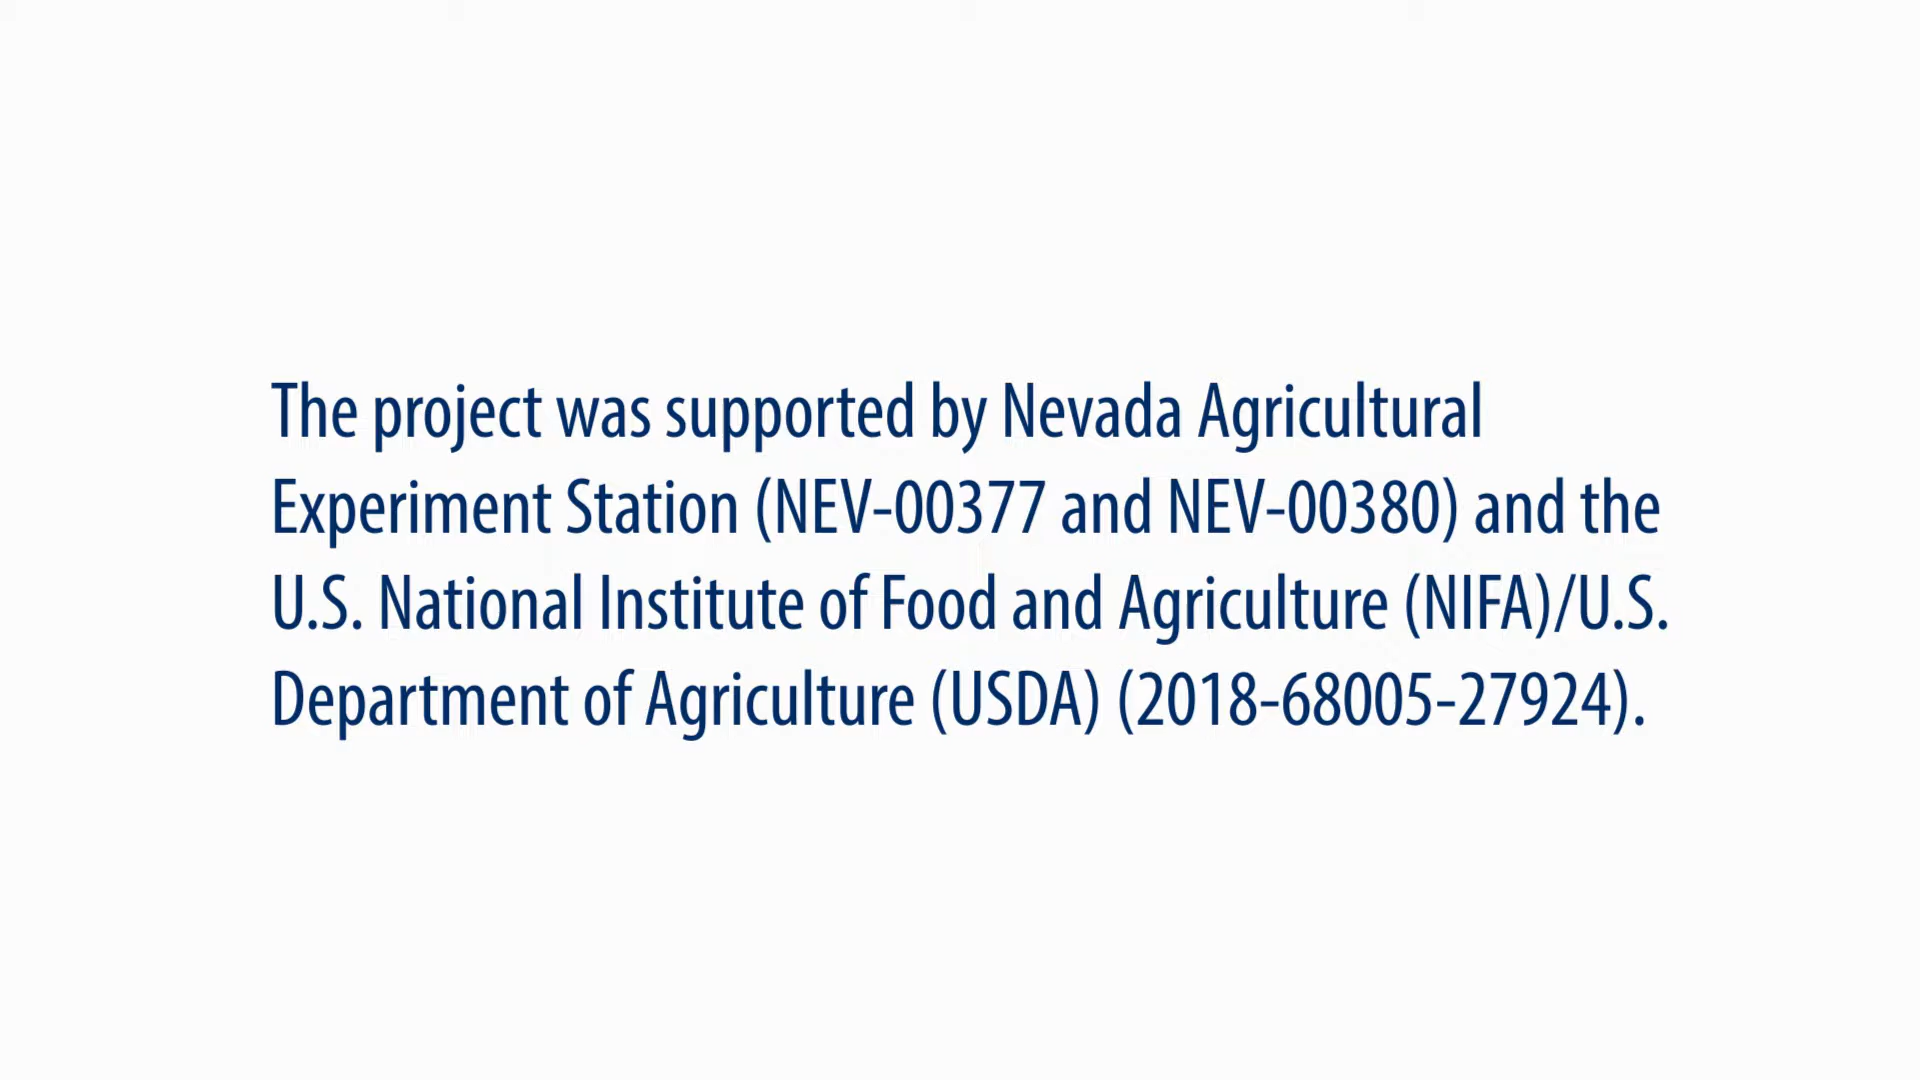 The project was supported by Nevada Agricultural
Experiment Station (NEV-00377 and NEV-00380) and the
U.S. National Institute of Food and Agriculture (NIFA)/U.S.
Department of Agriculture (USDA) (2018-68005-27924).